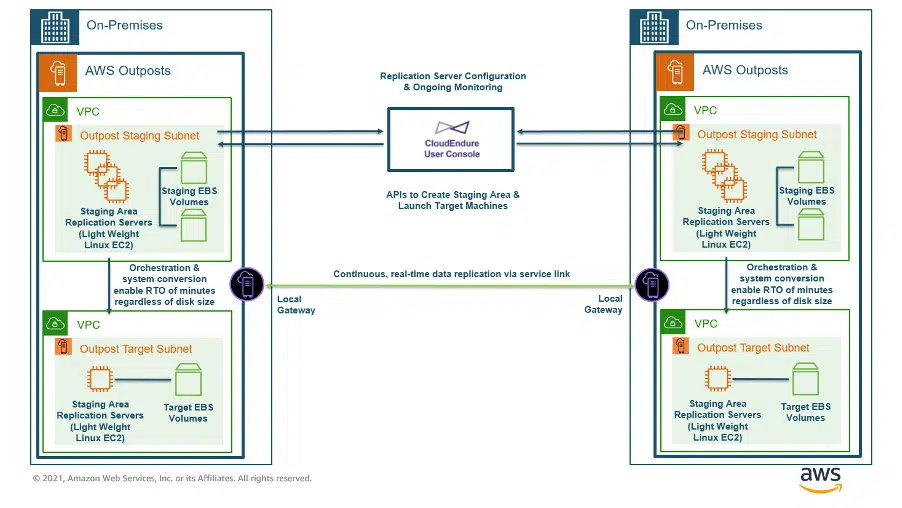 On-Premises
AWS Outposts
VPC
Outpost Staging Subnet
Staging EBS
Volumes
Staging Area
Replication Servers
(Light Weight
Linux EC2)
Orchestration &
system conversion
enable RTO of minutes
regardless of disk size
VPC
Outpost Target Subnet
Staging Area
Replication Servers
(Light Weight
Linux EC2)
Target EBS
Volumes
Replication Server Configuration
& Ongoing Monitoring
CloudEndure
User Console
APIs to Create Staging Area &
Launch Target Machines
Continuous, real-time data replication via service link
Local
Gateway
Local
Gateway
On-Premises
AWS Outposts
VPC
Outpost Staging Subnet
Staging EBS
Volumes
Staging Area
Replication Servers
(Light Weight
Linux EC2)
Orchestration &
system conversion
enable RTO of minutes
regardless of disk size
VPC
Outpost Target Subnet
Staging Area
Replication Servers
(Light Weight
Linux EC2)
Target EBS
Volumes
© 2021, Amazon Web Services, Inc. or its Affiliates. All rights reserved.
aws